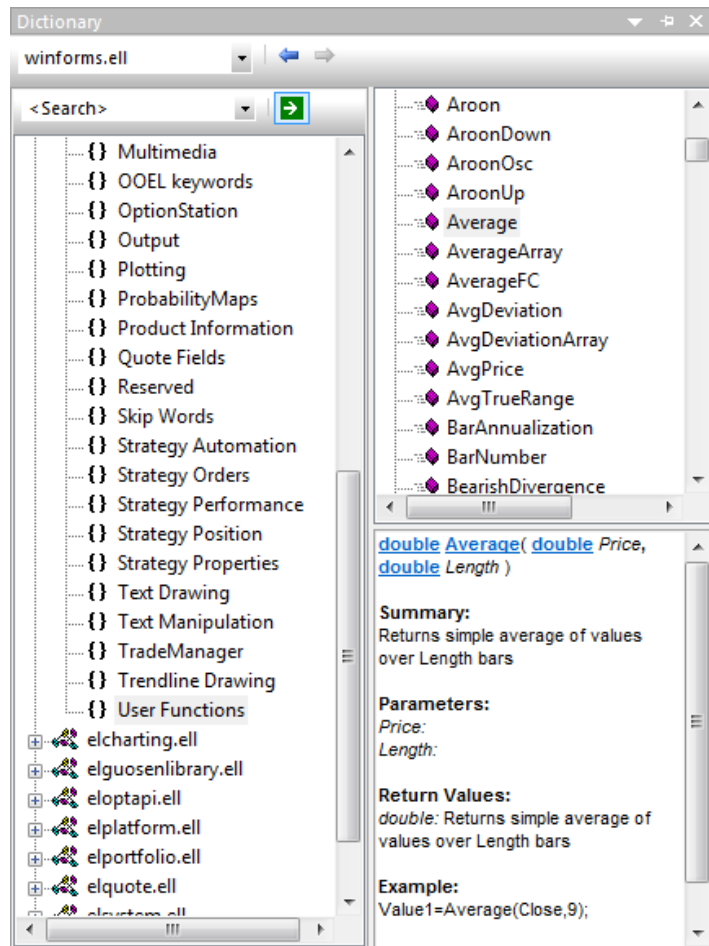 Dictionary
winforms.ell
<Search>
{} Multimedia
{} OOEL keywords
{} OptionStation
{} Output
{} Plotting
{} ProbabilityMaps
{} Product Information
{} Quote Fields
{} Reserved
{} Skip Words
{} Strategy Automation
{} Strategy Orders
{} Strategy Performance
{} Strategy Position
{} Strategy Properties
{} Text Drawing
{} Text Manipulation
{} TradeManager
{} Trendline Drawing
{} User Functions
elcharting.ell
elguosenlibrary.ell
eloptapi.ell
elplatform.ell
elportfolio.ell
elquote.ell
elsystem.ell
Aroon
AroonDown
AroonOsc
AroonUp
Average
AverageArray
AverageFC
AvgDeviation
AvgDeviationArray
AvgPrice
AvgTrueRange
BarAnnualization
BarNumber
BearishDivergence
double Average( double Price,
double Length )
Summary:
Returns simple average of values
over Length bars
Parameters:
Price:
Length:
Return Values:
double: Returns simple average of
values over Length bars
Example:
Value1=Average(Close,9);